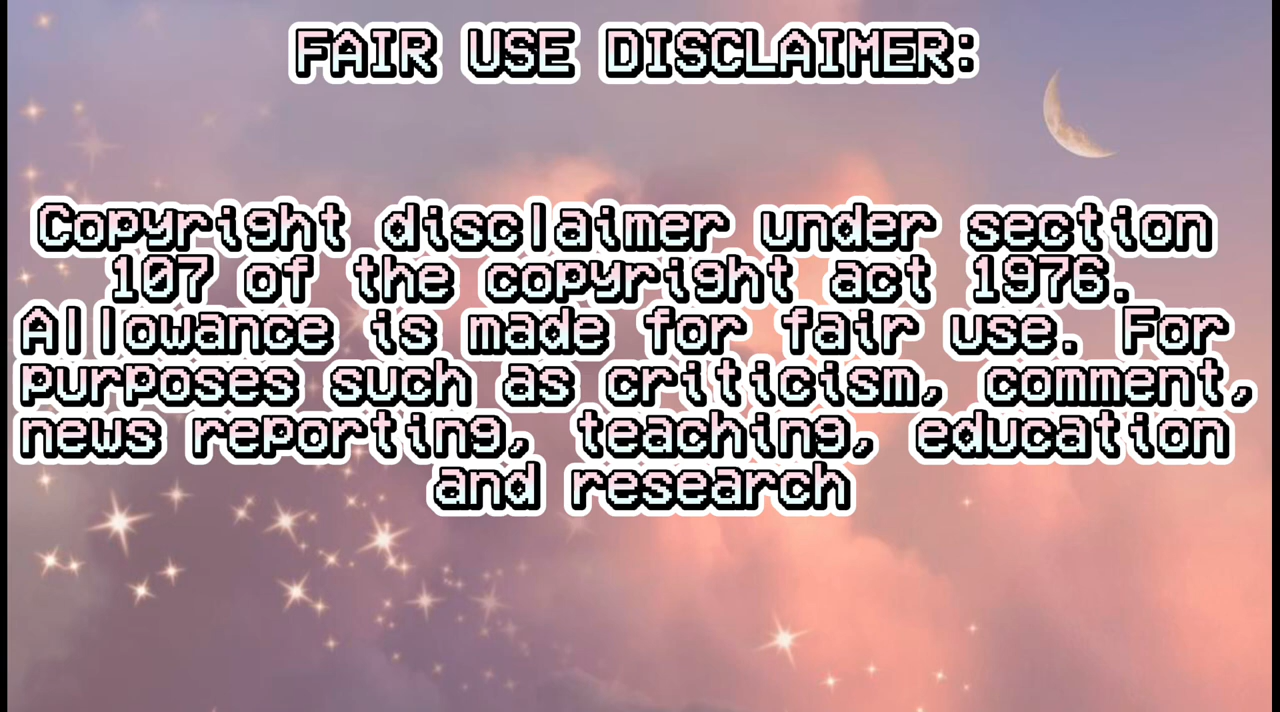 FAIR USE DISCLAIMER:
Copyright disclaimer under section
107 of the copyright act 1976.
Allowance is made for fair use. For
purposes such as criticism, comment,
news reporting, teaching, education
and research